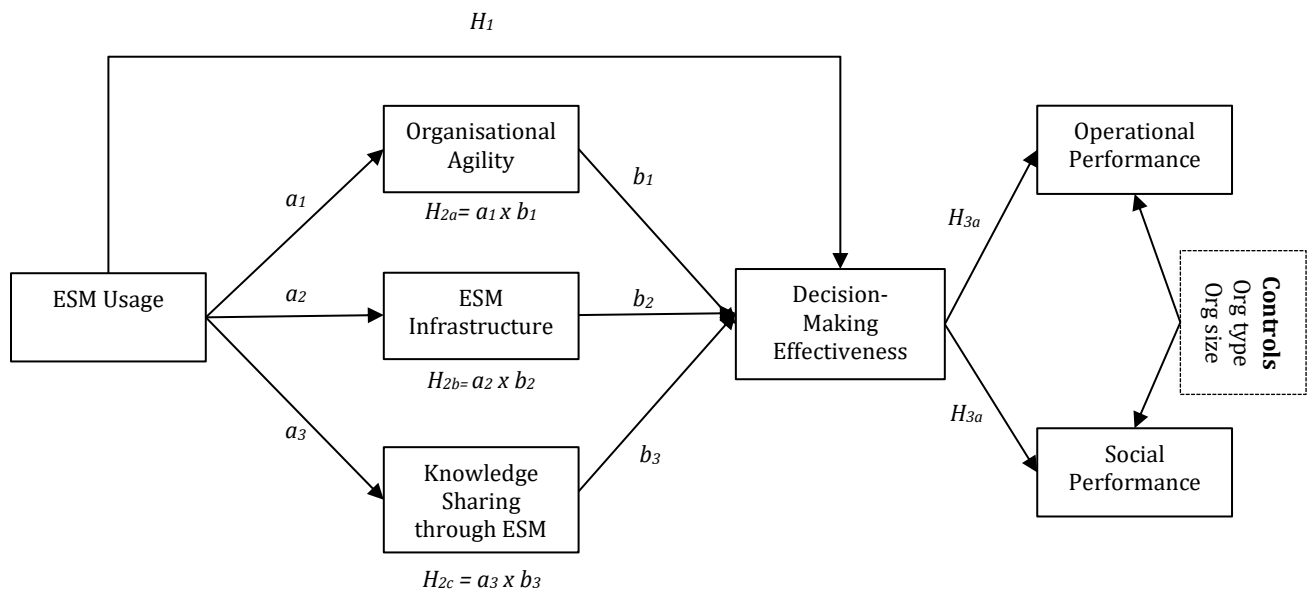 H1
Organisational
Agility
H2a= a1 x b1
Operational
Performance
a1
b1
H3a
ESM Usage
a2
ESM
Infrastructure
H2b= a2 x b2
b2
Decision-
Making
Effectiveness
Controls
Org type
Org size
a3
Knowledge
Sharing
through ESM
H2c = a3 x b3
b3
H3a
Social
Performance